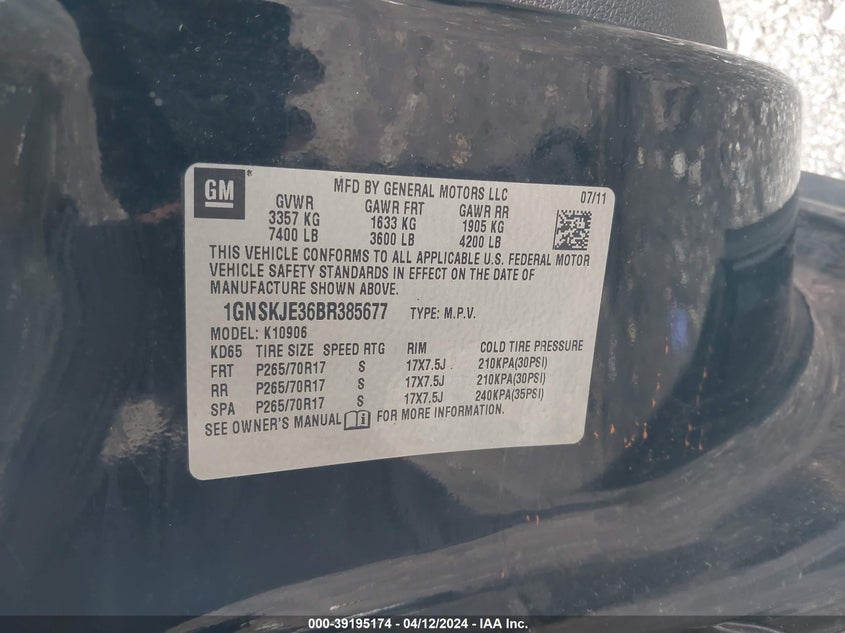 GM
MFD BY GENERAL MOTORS LLC 07/11
GVWR GAWR FRT GAWR RR
3357 KG 1633 KG 1905 KG
7400 LB 3600 LB 4200 LB
THIS VEHICLE CONFORMS TO ALL APPLICABLE U.S. FEDERAL MOTOR
VEHICLE SAFETY STANDARDS IN EFFECT ON THE DATE OF
MANUFACTURE SHOWN ABOVE.
1GNSKJE36BR385677 TYPE: M.P.V.
MODEL: K10906
KD65 TIRE SIZE SPEED RTG RIM COLD TIRE PRESSURE
FRT P265/70R17 S 17X7.5J 210KPA(30PSI)
RR P265/70R17 S 17X7.5J 210KPA(30PSI)
SPA P265/70R17 S 17X7.5J 240KPA(35PSI)
SEE OWNER'S MANUAL FOR MORE INFORMATION.
000-39195174 - 04/12/2024 - IAA Inc.